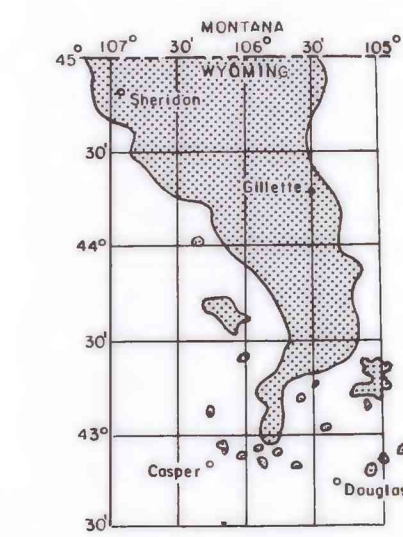 MONTANA
107° 30' 106° 30' 105°
45° WYOMING
Sheridan
30'
Gillette
44°
30'
43°
Casper
Douglas
30'